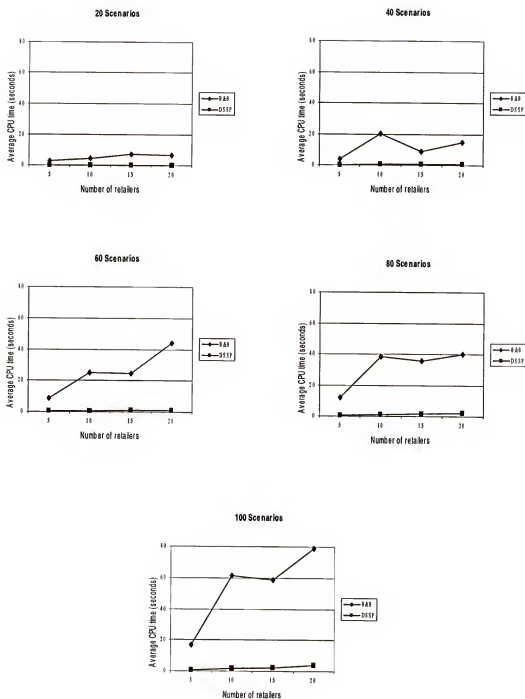 20 Scenarios
80
60
40
20
0
5 10 15 20
Average CPU time (seconds)
Number of retailers
B&B
DSSP
40 Scenarios
80
60
40
20
0
5 10 15 20
Average CPU time (seconds)
Number of retailers
B&B
DSSP
60 Scenarios
80
60
40
20
0
5 10 15 20
Average CPU time (seconds)
Number of retailers
B&B
DSSP
80 Scenarios
80
60
40
20
0
5 10 15 20
Average CPU time (seconds)
Number of retailers
B&B
DSSP
100 Scenarios
80
60
40
20
0
5 10 15 20
Average CPU time (seconds)
Number of retailers
B&B
DSSP